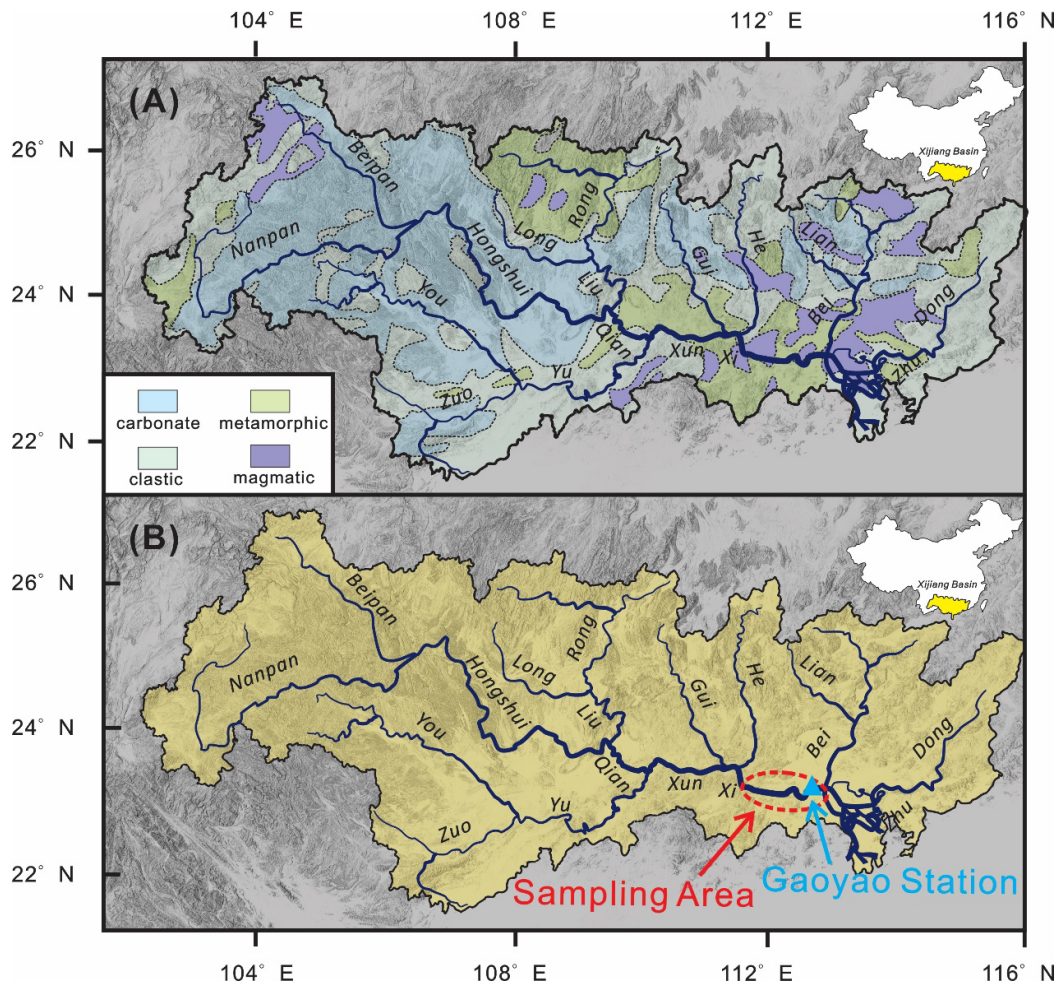 104° E
108° E
112° E
116° N
(A)
26° N
24° N
22° N
Xijiang Basin
Beipan
Nanpan
Hongshui
You
Long
Rong
Liu
Gui
He
Lian
Bei
Dong
Qian
Xun
Xi
Yu
Zuo
Zhu
carbonate
metamorphic
clastic
magmatic
(B)
26° N
24° N
22° N
Xijiang Basin
Beipan
Nanpan
Hongshui
You
Long
Rong
Liu
Gui
He
Lian
Bei
Dong
Qian
Xun
Xi
Yu
Zuo
Zhu
Sampling Area
Gaoyao Station
104° E
108° E
112° E
116° N